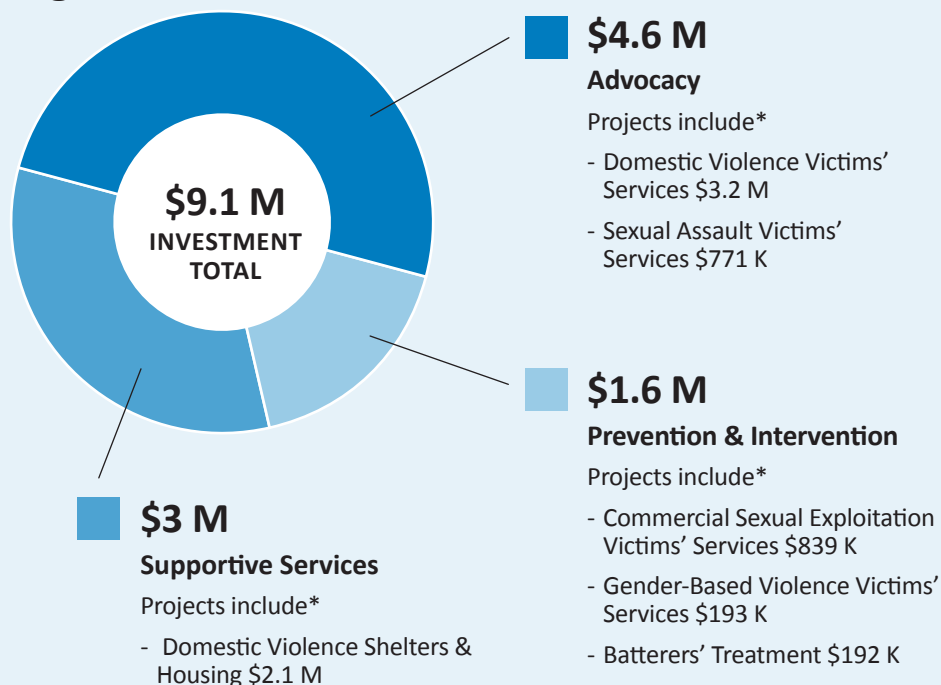 $9.1 M
INVESTMENT
TOTAL
$4.6 M
Advocacy
Projects include*
- Domestic Violence Victims’
Services $3.2 M
- Sexual Assault Victims’
Services $771 K
$1.6 M
Prevention & Intervention
Projects include*
- Commercial Sexual Exploitation
Victims’ Services $839 K
- Gender-Based Violence Victims’
Services $193 K
- Batterers’ Treatment $192 K
$3 M
Supportive Services
Projects include*
- Domestic Violence Shelters &
Housing $2.1 M